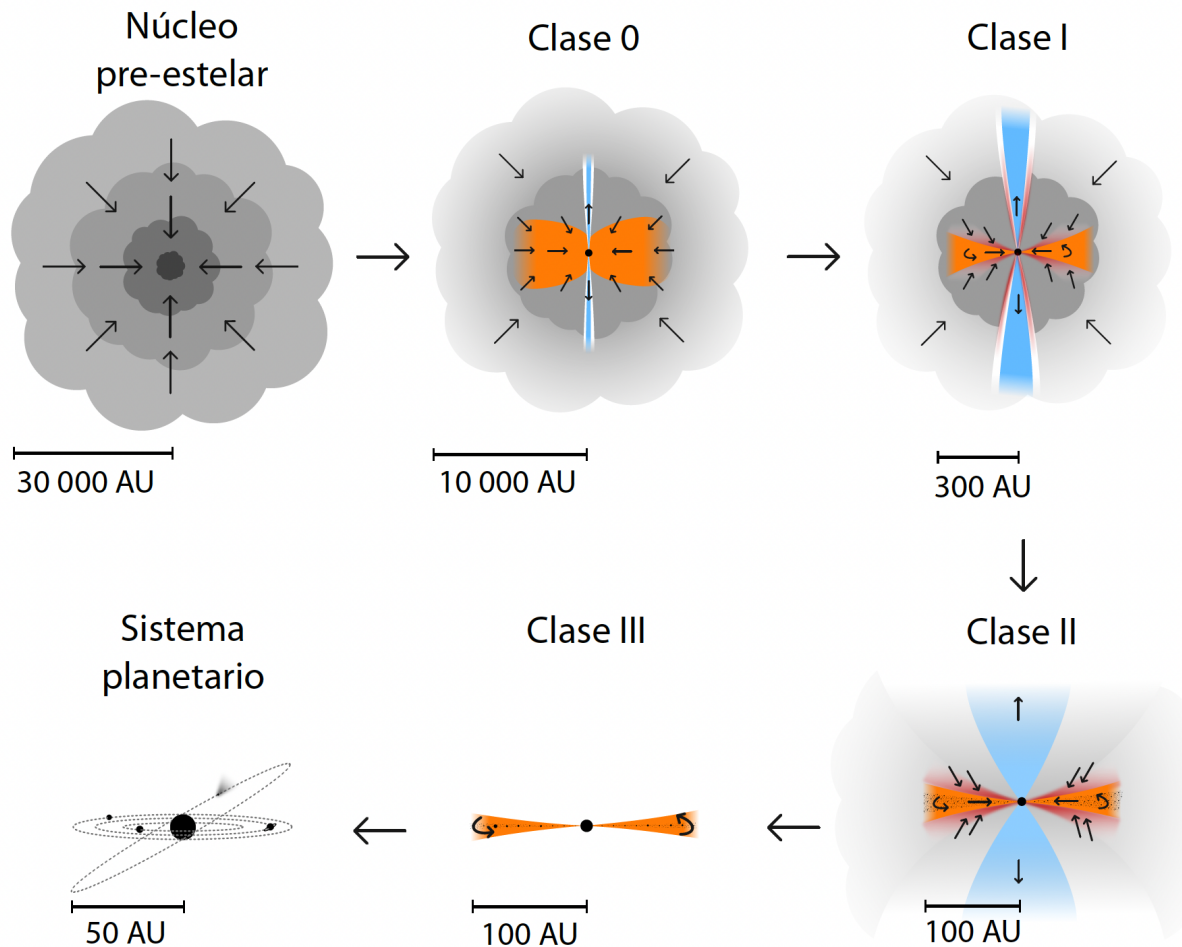 Núcleo
pre-estelar
Clase 0
Clase I
30 000 AU
10 000 AU
300 AU
Sistema
planetario
Clase III
Clase II
50 AU
100 AU
100 AU